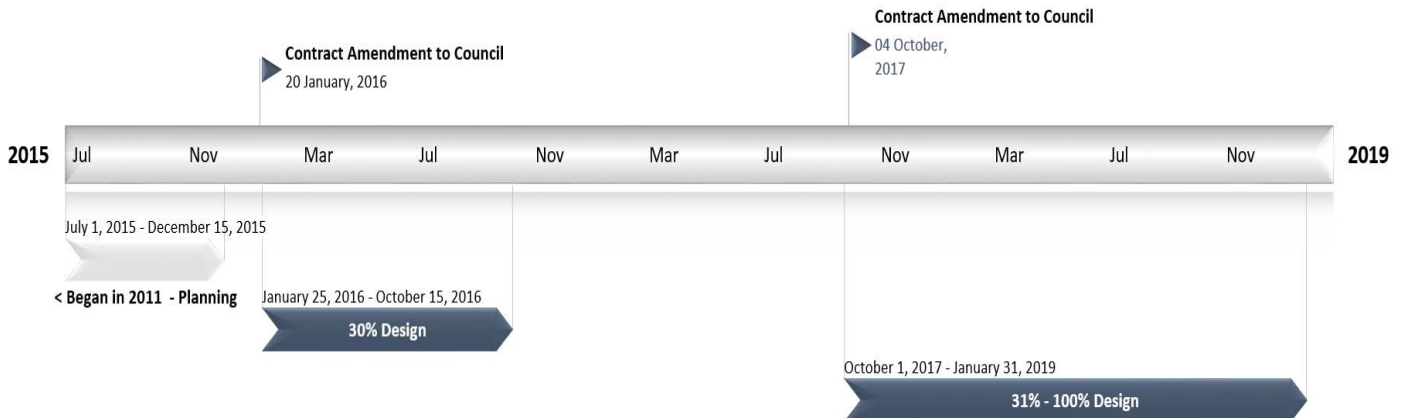 Contract Amendment to Council
04 October,
2017
Contract Amendment to Council
20 January, 2016
2015 Jul Nov Mar Jul Nov Mar Jul Nov Mar Jul Nov 2019
July 1, 2015 - December 15, 2015
< Began in 2011 - Planning
January 25, 2016 - October 15, 2016
30% Design
October 1, 2017 - January 31, 2019
31% - 100% Design